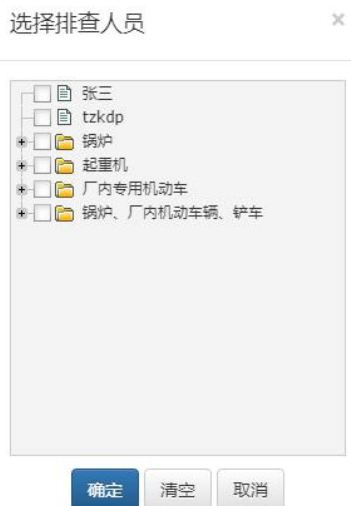 选择排查人员
×
张三
tzkdp
锅炉
起重机
厂内专用机动车
锅炉、厂内机动车辆、铲车
确定 清空 取消